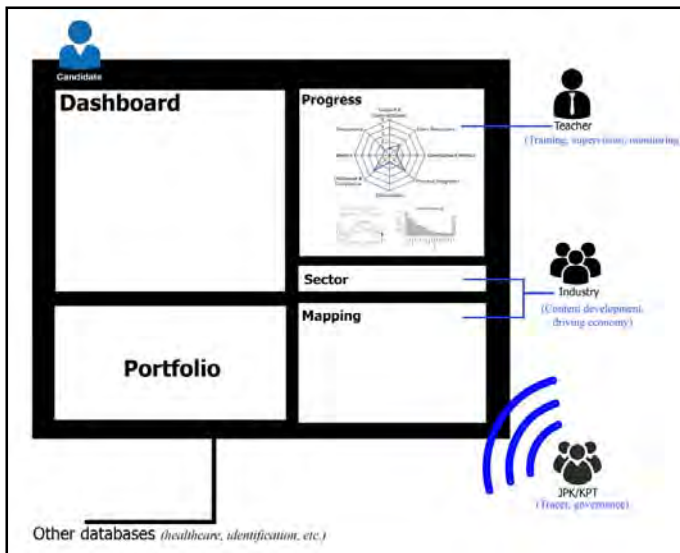 Candidate
Dashboard
Progress
Teacher
(Training, supervision, monitoring)
Sector
Industry
(Content development,
driving economy)
Mapping
Portfolio
JPK/KPT
(Tracer, governance)
Other databases (healthcare, identification, etc.)